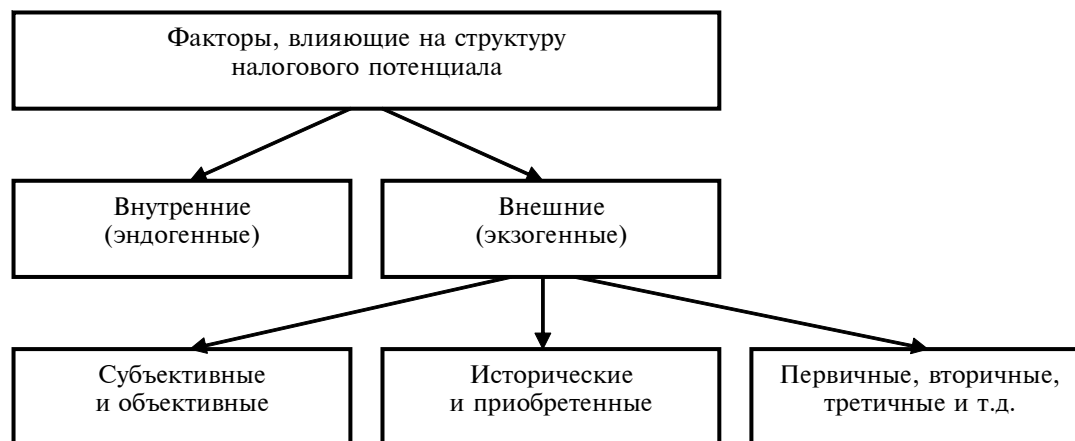 Факторы, влияющие на структуру
налогового потенциала
Внутренние
(эндогенные)
Внешние
(экзогенные)
Субъективные
и объективные
Исторические
и приобретенные
Первичные, вторичные,
третичные и т.д.